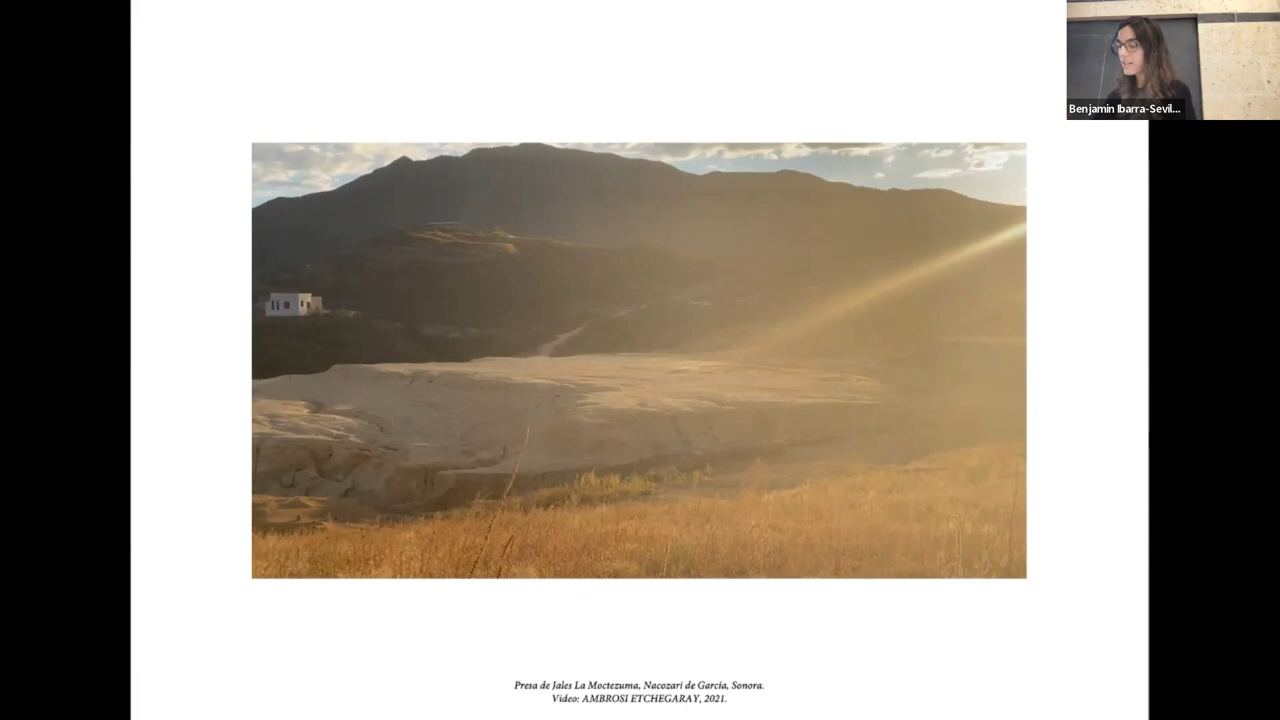 Benjamin Ibarra-Sevil...
Presa de Jales La Moctezuma, Nacozari de García, Sonora.
Video: AMBROSI ETCHEGARAY, 2021.